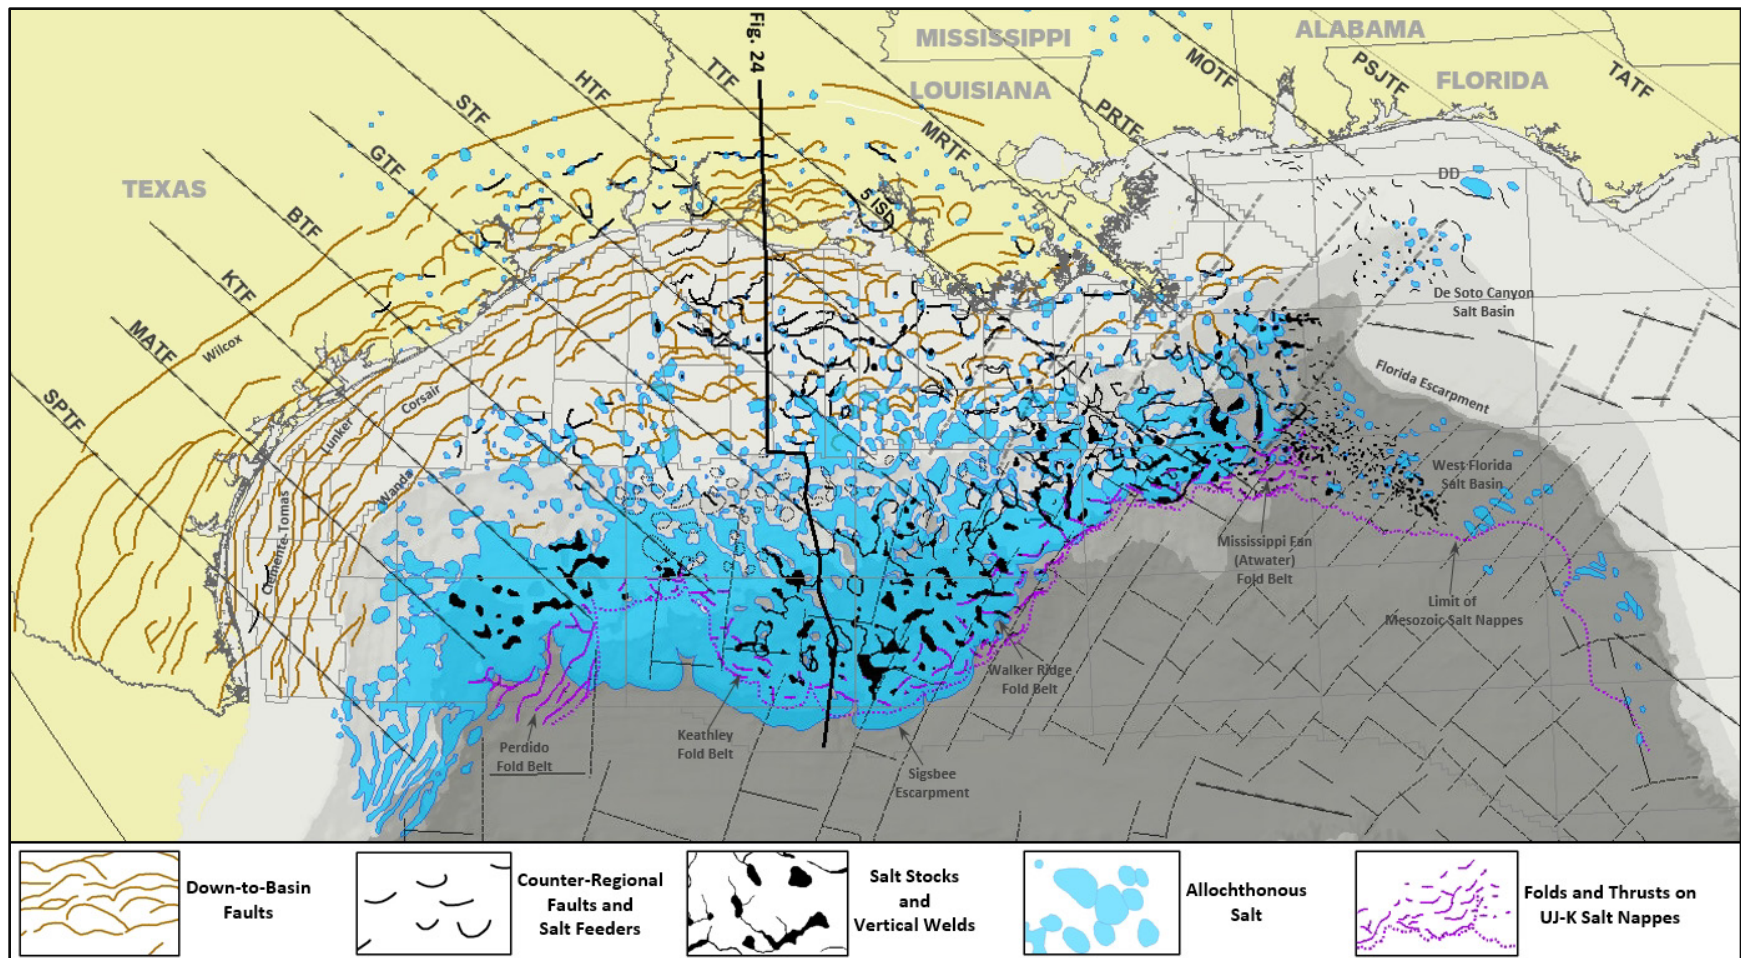 Fig. 24
MISSISSIPPI
ALABAMA
LOUISIANA
FLORIDA
TEXAS
TTF
HTF
STF
GTF
BTF
KTF
MATF
SPTF
MRTF
PRTF
MOTF
PSJTF
TATF
DD
5 ISL
Wilcox
Corsair
Lunker
Wanda
Clemente-Tomas
De Soto Canyon
Salt Basin
Florida Escarpment
West Florida
Salt Basin
Mississippi Fan
(Atwater)
Fold Belt
Limit of
Mesozoic Salt Nappes
Walker Ridge
Fold Belt
Keathley
Fold Belt
Perdido
Fold Belt
Sigsbee
Escarpment
Down-to-Basin
Faults
Counter-Regional
Faults and
Salt Feeders
Salt Stocks
and
Vertical Welds
Allochthonous
Salt
Folds and Thrusts on
UJ-K Salt Nappes